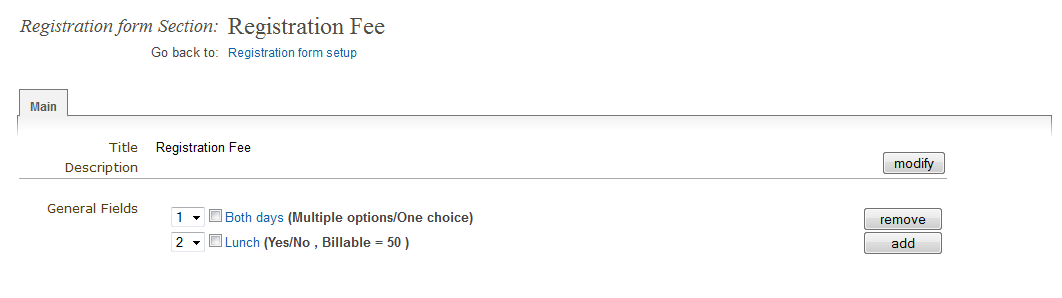 Registration form Section: Registration Fee
Go back to: Registration form setup
Main
Title Registration Fee
Description
modify
General Fields
1 Both days (Multiple options/One choice)
remove
2 Lunch (Yes/No , Billable = 50 )
add